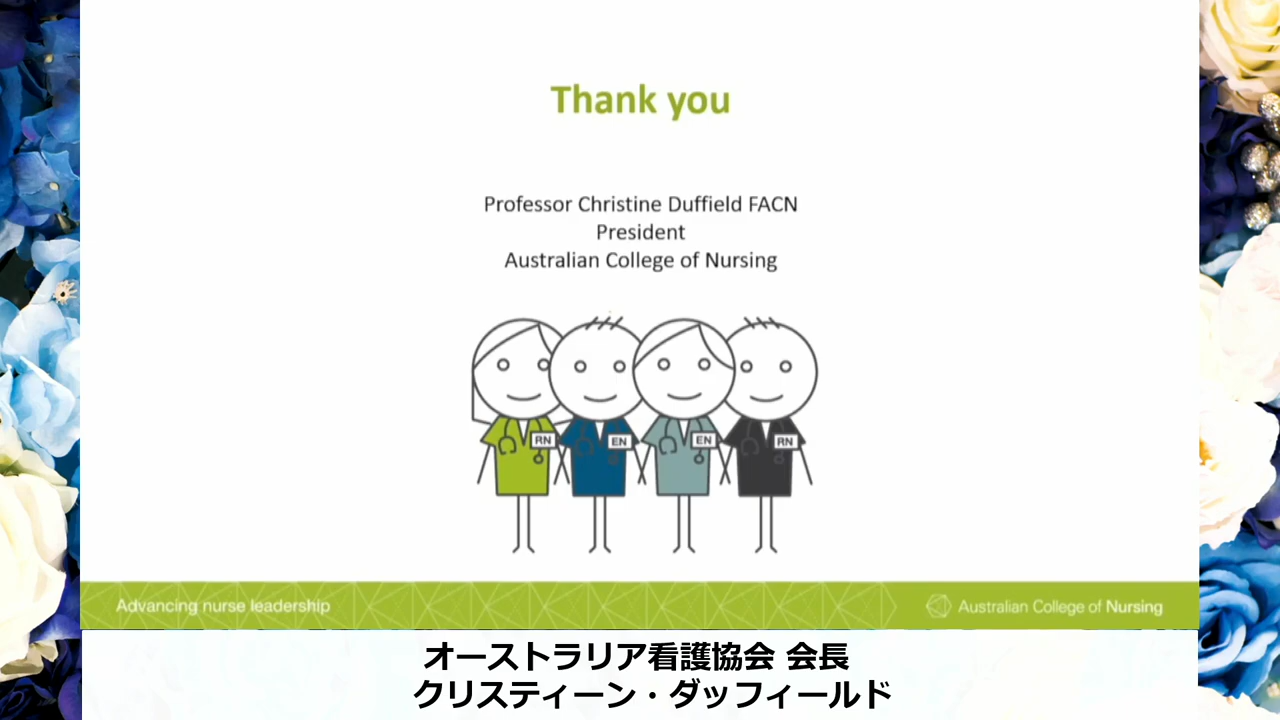 Thank you
Professor Christine Duffield FACN
President
Australian College of Nursing
RN
EN
EN
RN
Advancing nurse leadership
Australian College of Nursing
オーストラリア看護協会 会長
クリスティーン・ダッフィールド